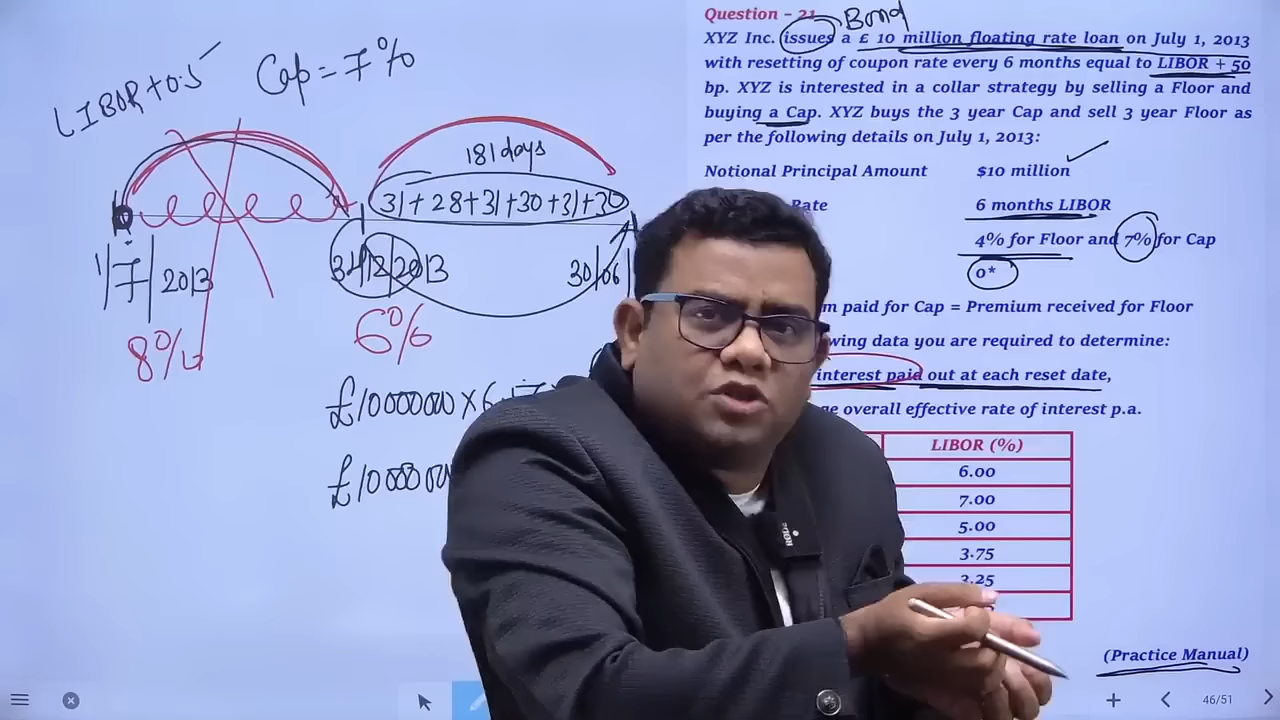 LIBOR+0.5
Cap = 7%
181 days
31+28+31+30+31+30
1/7/2013
30/06
8%
6%
Bond
Question - 21
XYZ Inc. issues a £ 10 million floating rate loan on July 1, 2013
with resetting of coupon rate every 6 months equal to LIBOR + 50
bp. XYZ is interested in a collar strategy by selling a Floor and
buying a Cap. XYZ buys the 3 year Cap and sell 3 year Floor as
per the following details on July 1, 2013:
Notional Principal Amount $10 million
Rate 6 months LIBOR
4% for Floor and 7% for Cap
0*
paid for Cap = Premium received for Floor
data you are required to determine:
interest paid out at each reset date,
overall effective rate of interest p.a.
LIBOR (%)
6.00
7.00
5.00
3.75
3.25
(Practice Manual)
46/51